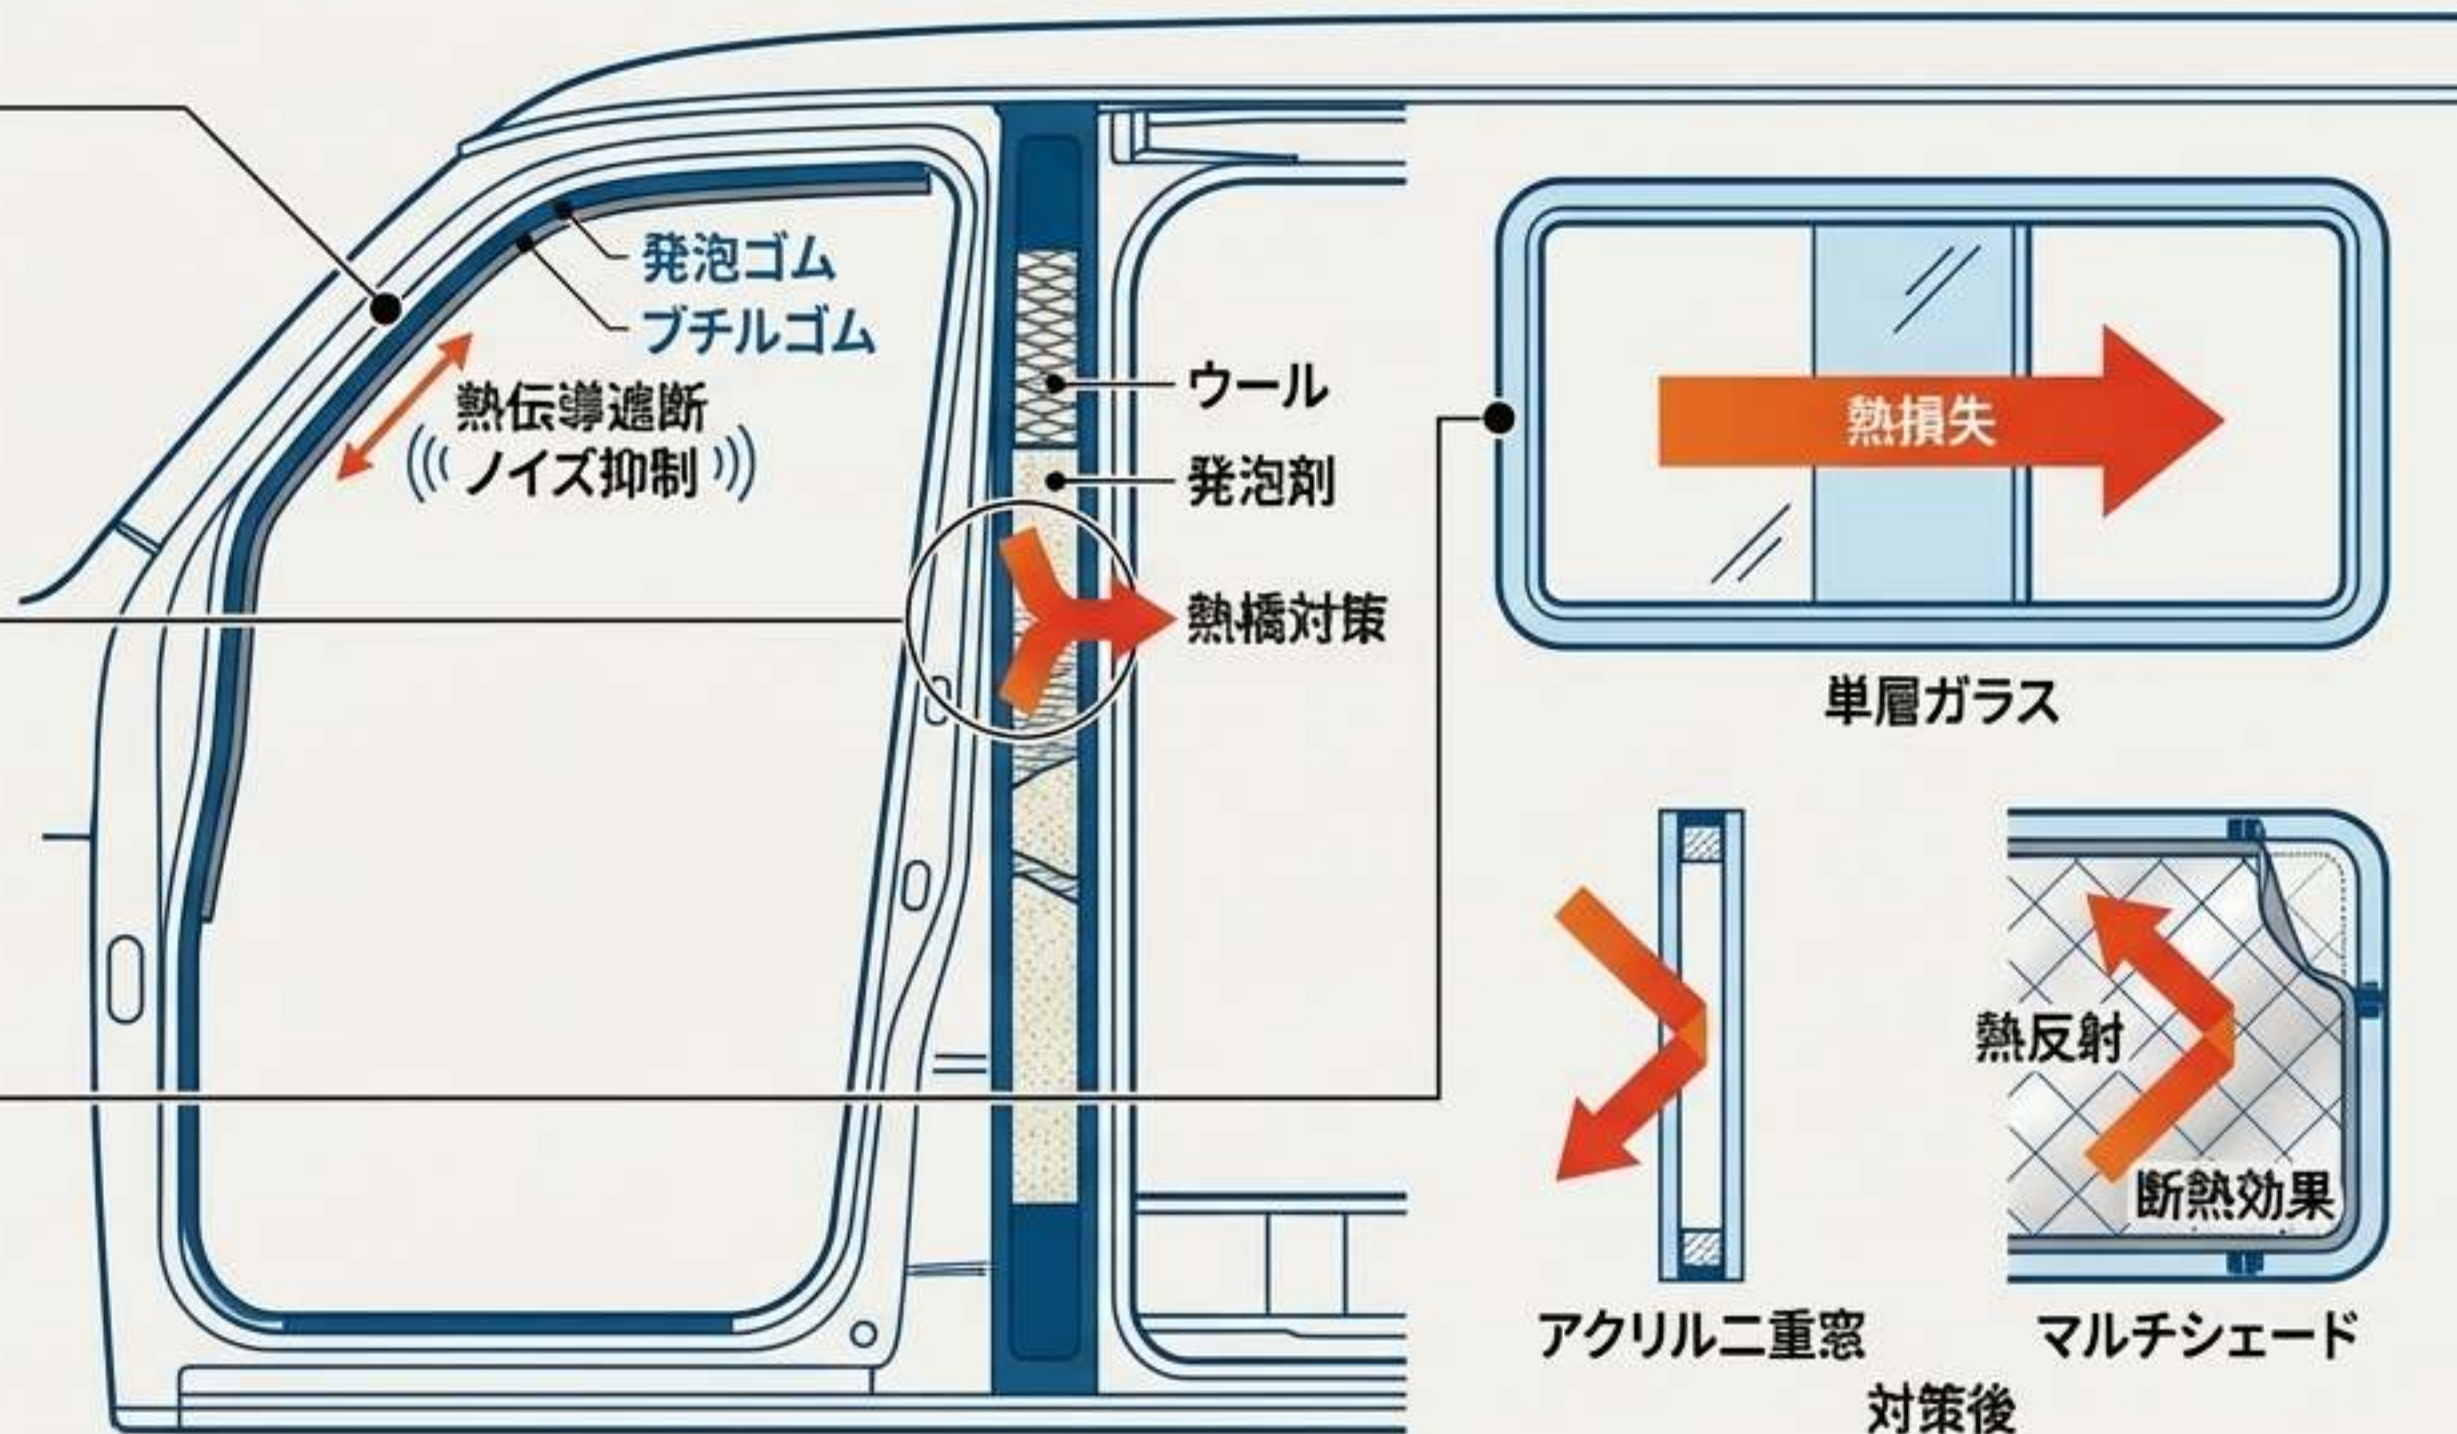 発泡ゴム
ブチルゴム
熱伝導遮断
ノイズ抑制
ウール
発泡剤
熱橋対策
熱損失
単層ガラス
熱反射
断熱効果
アクリル二重窓
マルチシェード
対策後